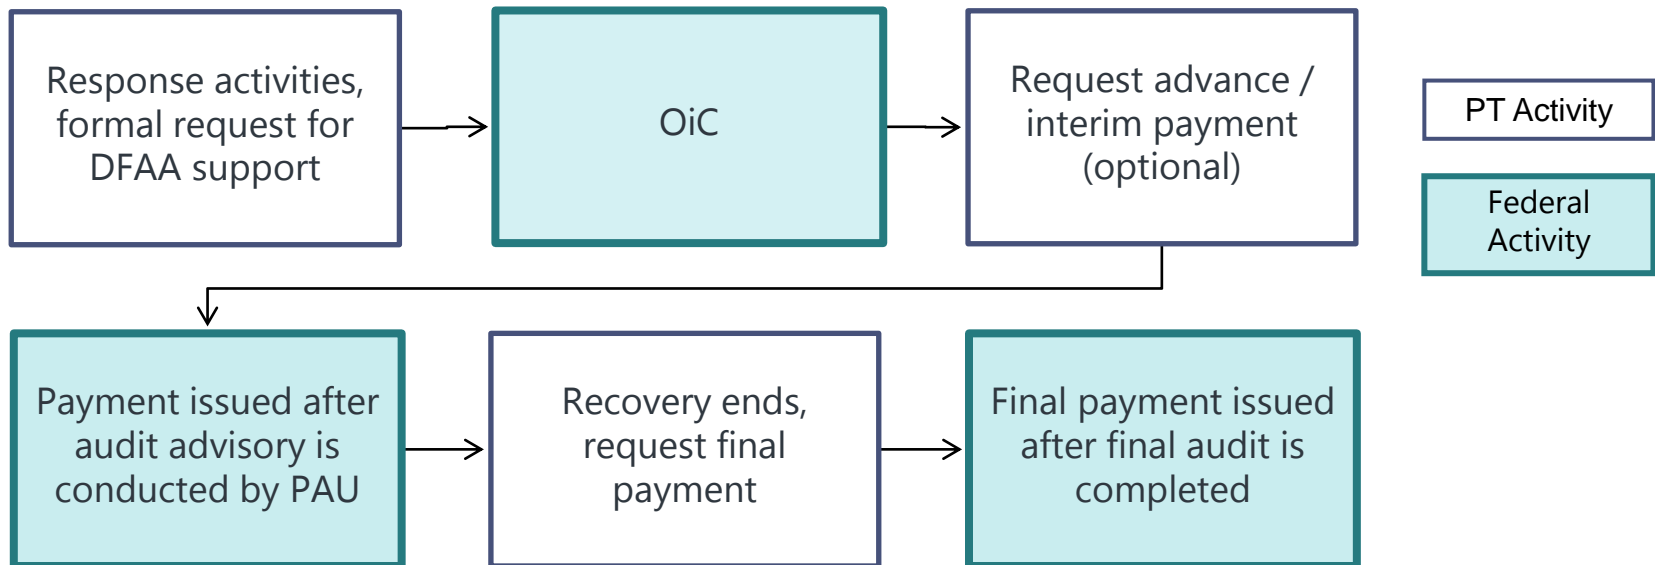 Response activities,
formal request for
DFAA support
OiC
Request advance /
interim payment
(optional)
PT Activity
Federal
Activity
Payment issued after
audit advisory is
conducted by PAU
Recovery ends,
request final
payment
Final payment issued
after final audit is
completed